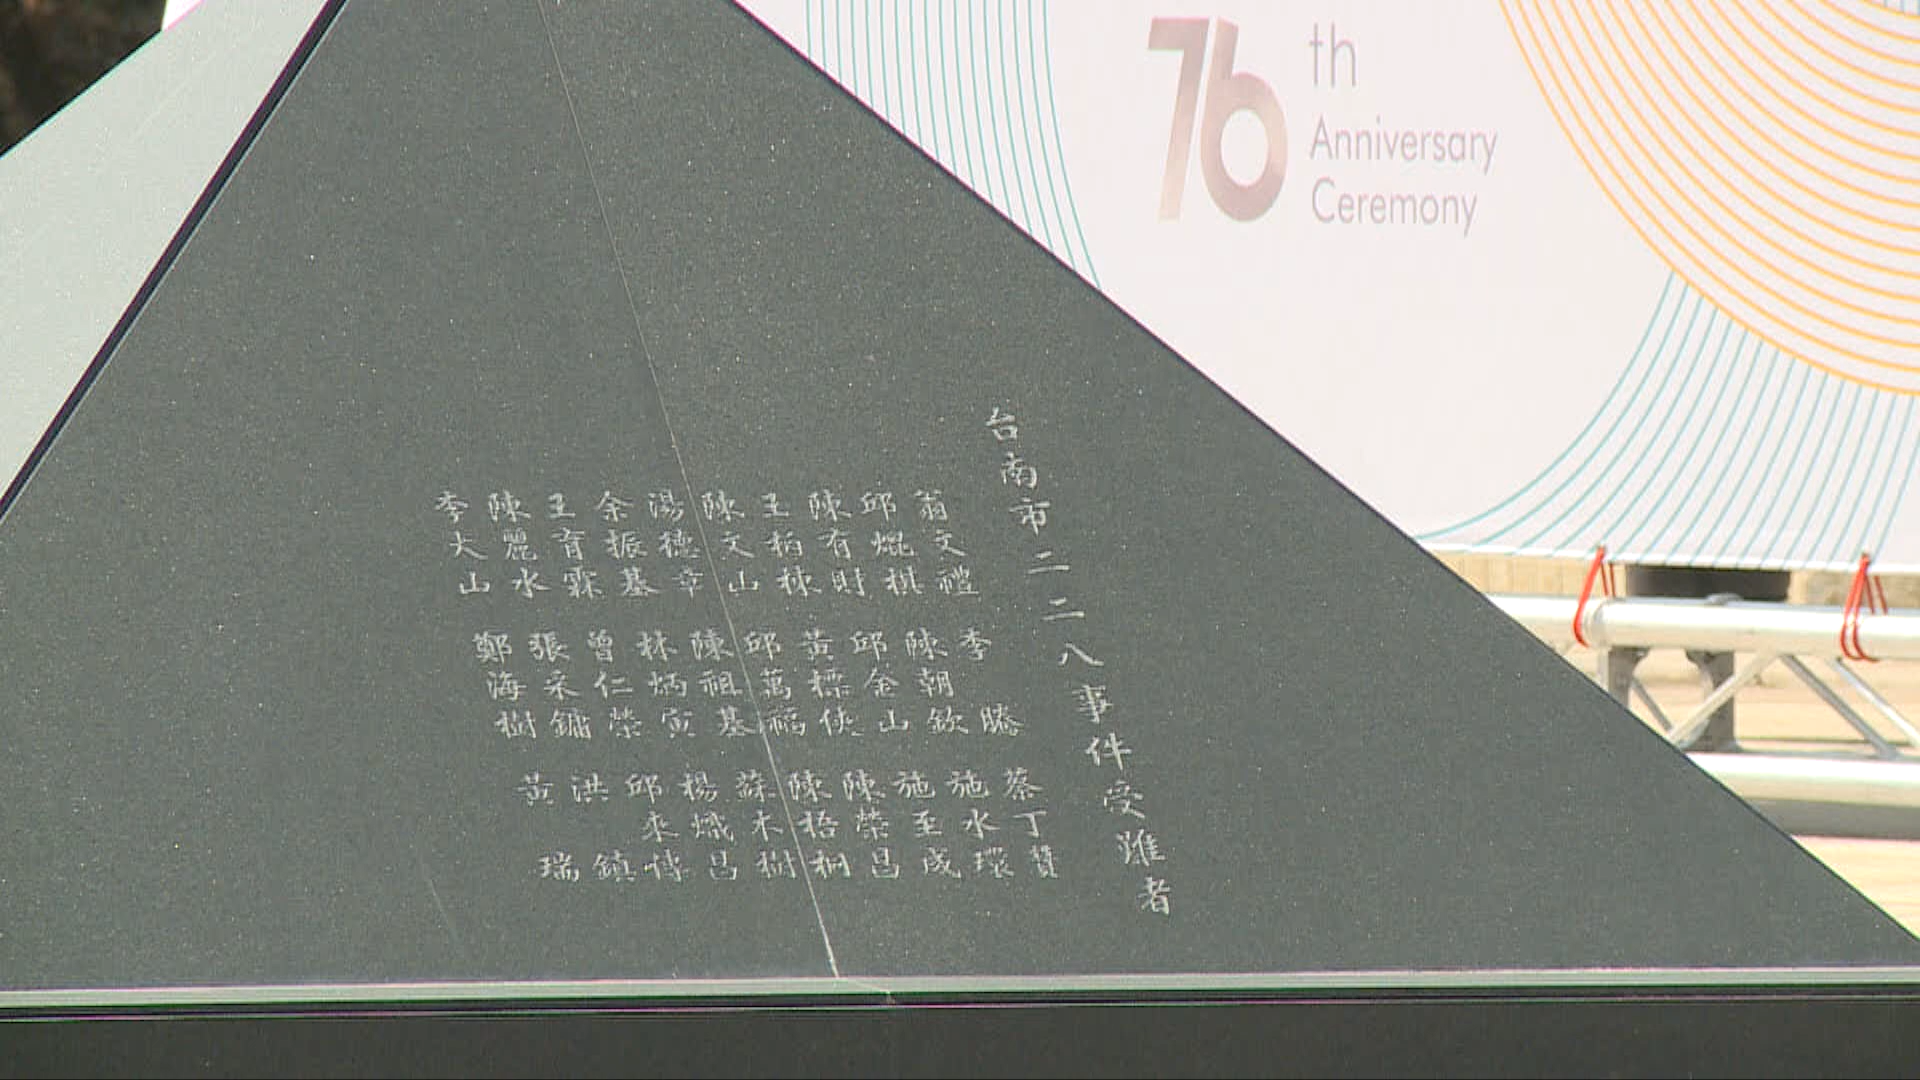 76th
Anniversary
Ceremony
台南市二二八事件受難者
翁文禮
邱焜棋
陳有財
王柏棟
陳文山
湯德章
余振基
王育霖
陳麗水
李大山
李騰
陳朝欽
邱金山
黃標俠
邱萬福
陳祖基
林炳寅
曾仁榮
張采鏞
鄭海樹
蔡丁贊
施水環
施至成
陳榮昌
陳梧桐
蘇木樹
楊熾昌
邱來傳
洪鎮
黃瑞